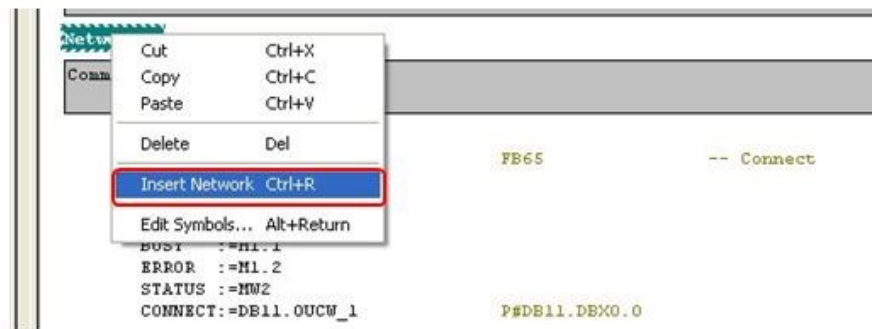 Netw
Cut Ctrl+X
Comm
Copy Ctrl+C
Paste Ctrl+V
Delete Del
FB65 -- Connect
Insert Network Ctrl+R
Edit Symbols... Alt+Return
BUSY :=M1.1
ERROR :=M1.2
STATUS :=MW2
CONNECT:=DB11.OUCW_1 P#DB11.DBX0.0